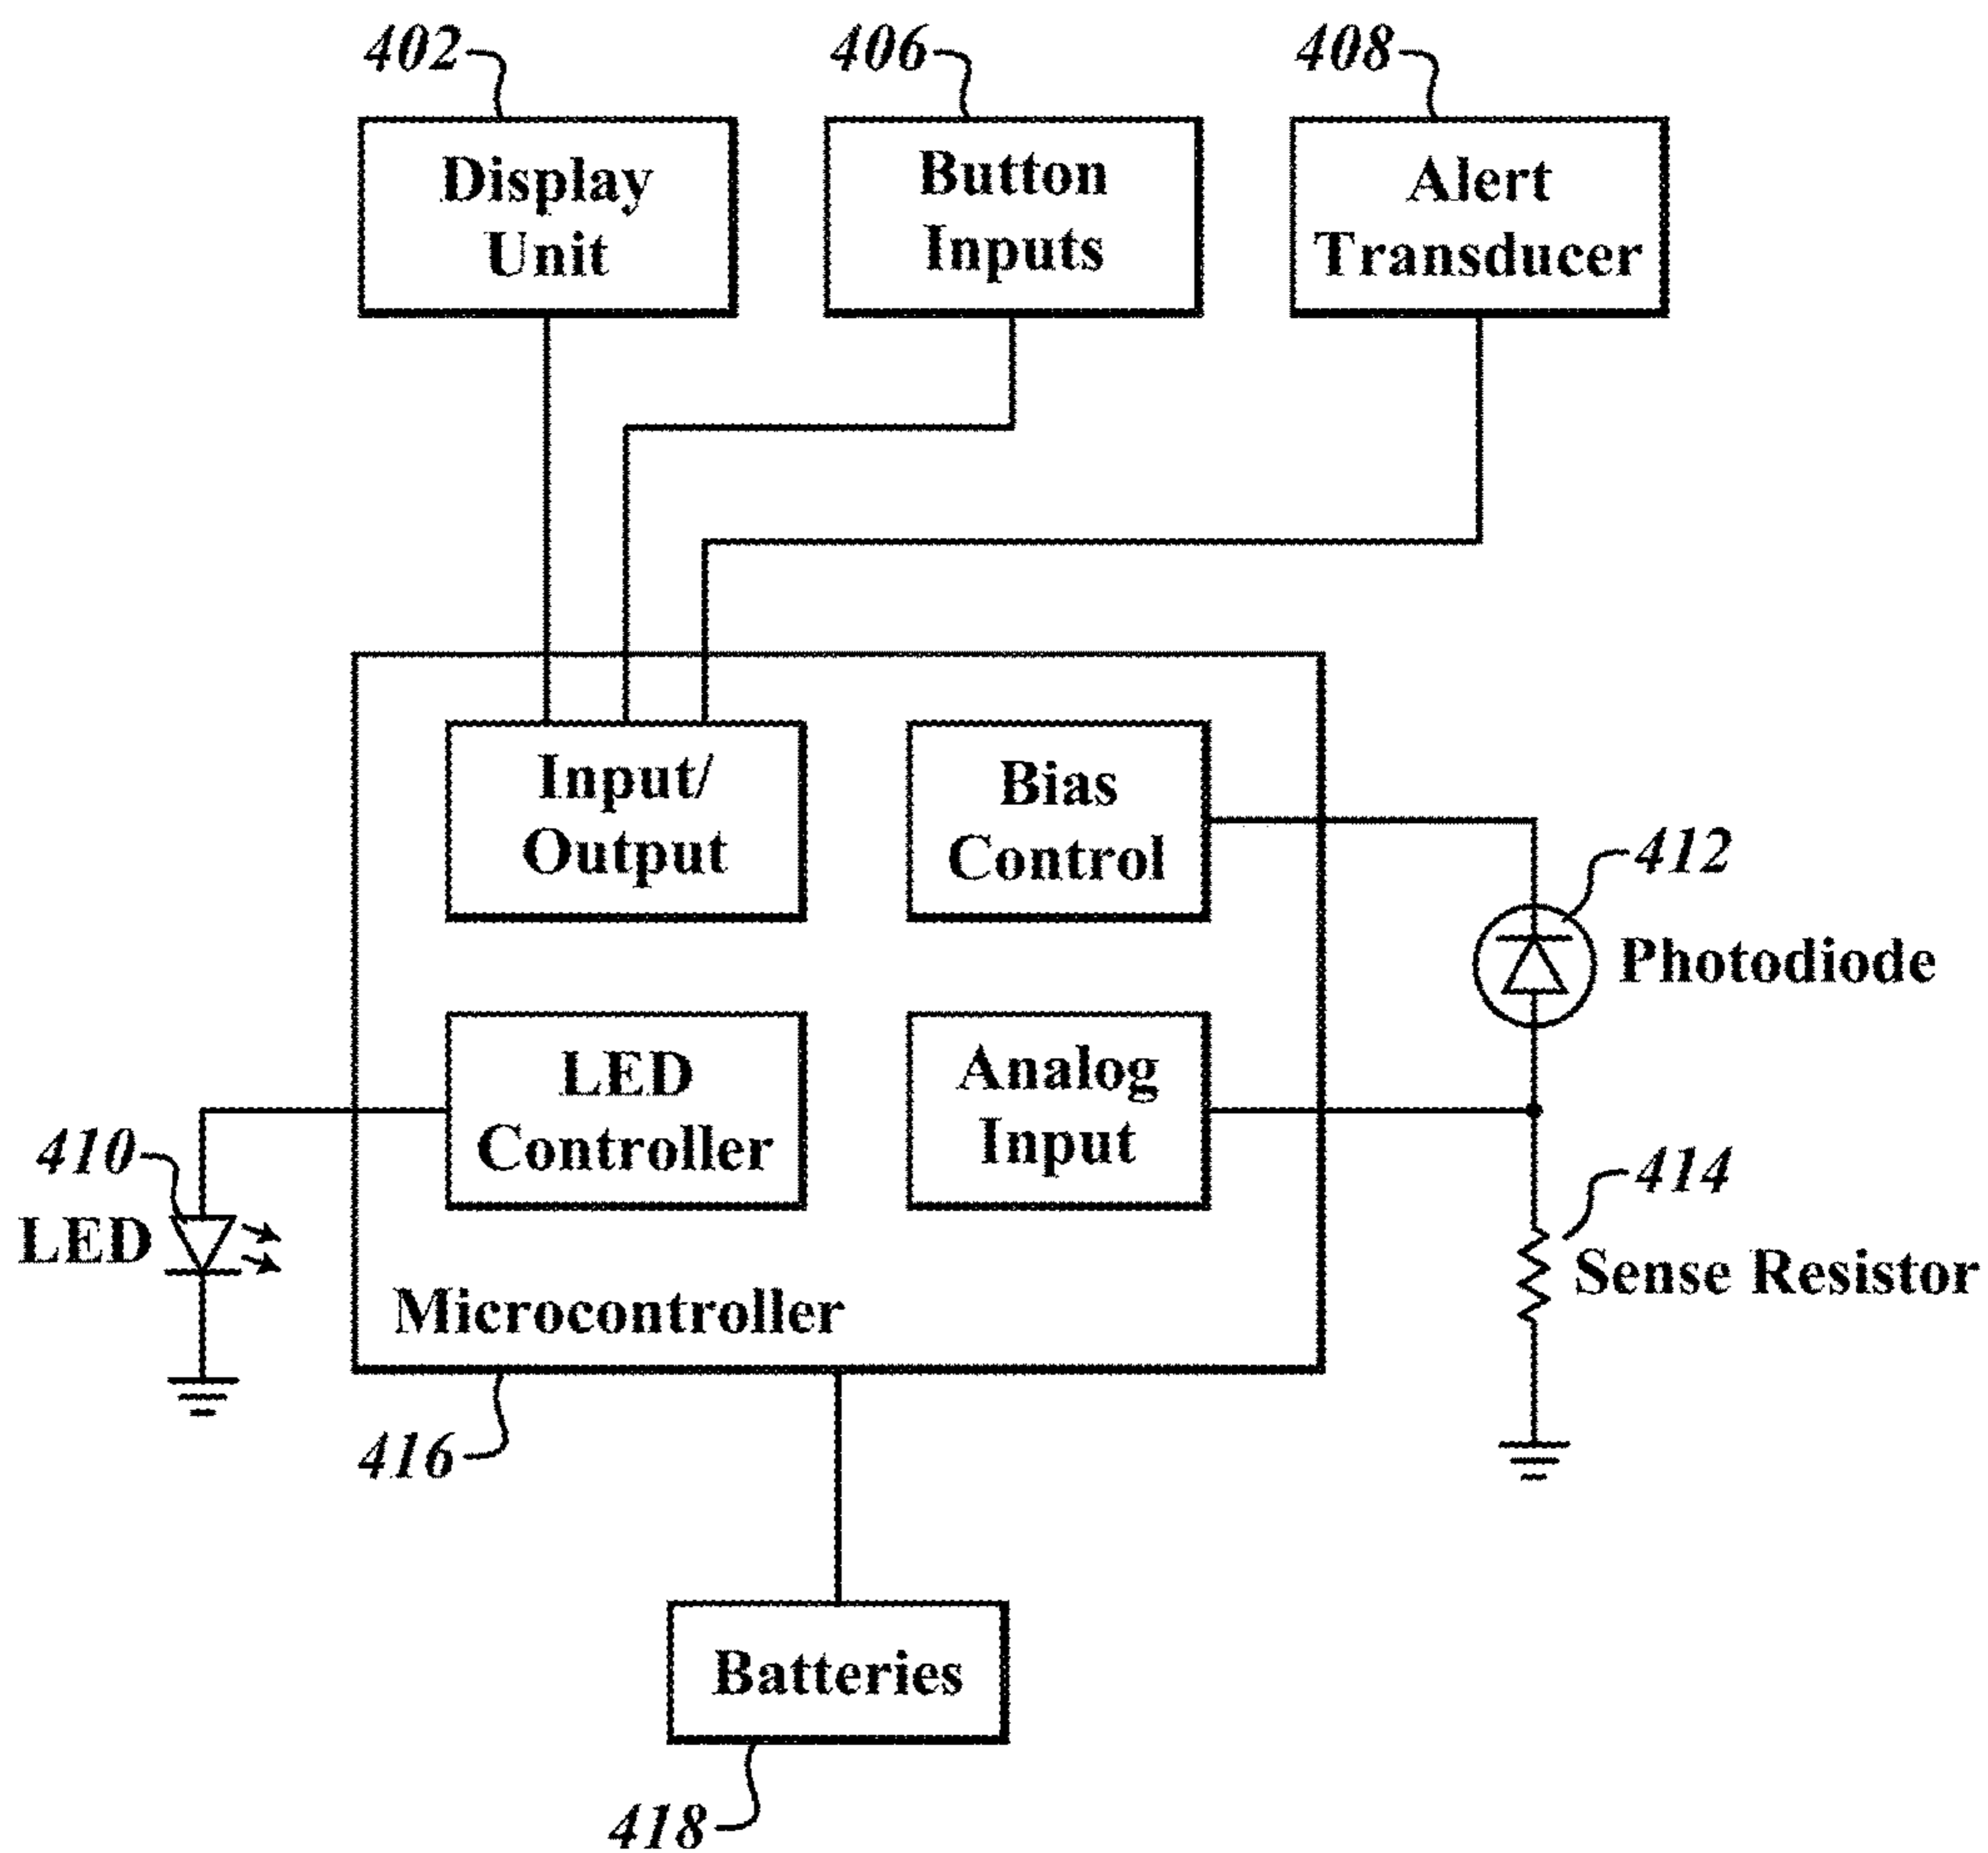 402
406
408
Display
Unit
Button
Inputs
Alert
Transducer
Input/
Output
Bias
Control
412
Photodiode
LED
Controller
Analog
Input
410
LED
414
Sense Resistor
Microcontroller
416
Batteries
418